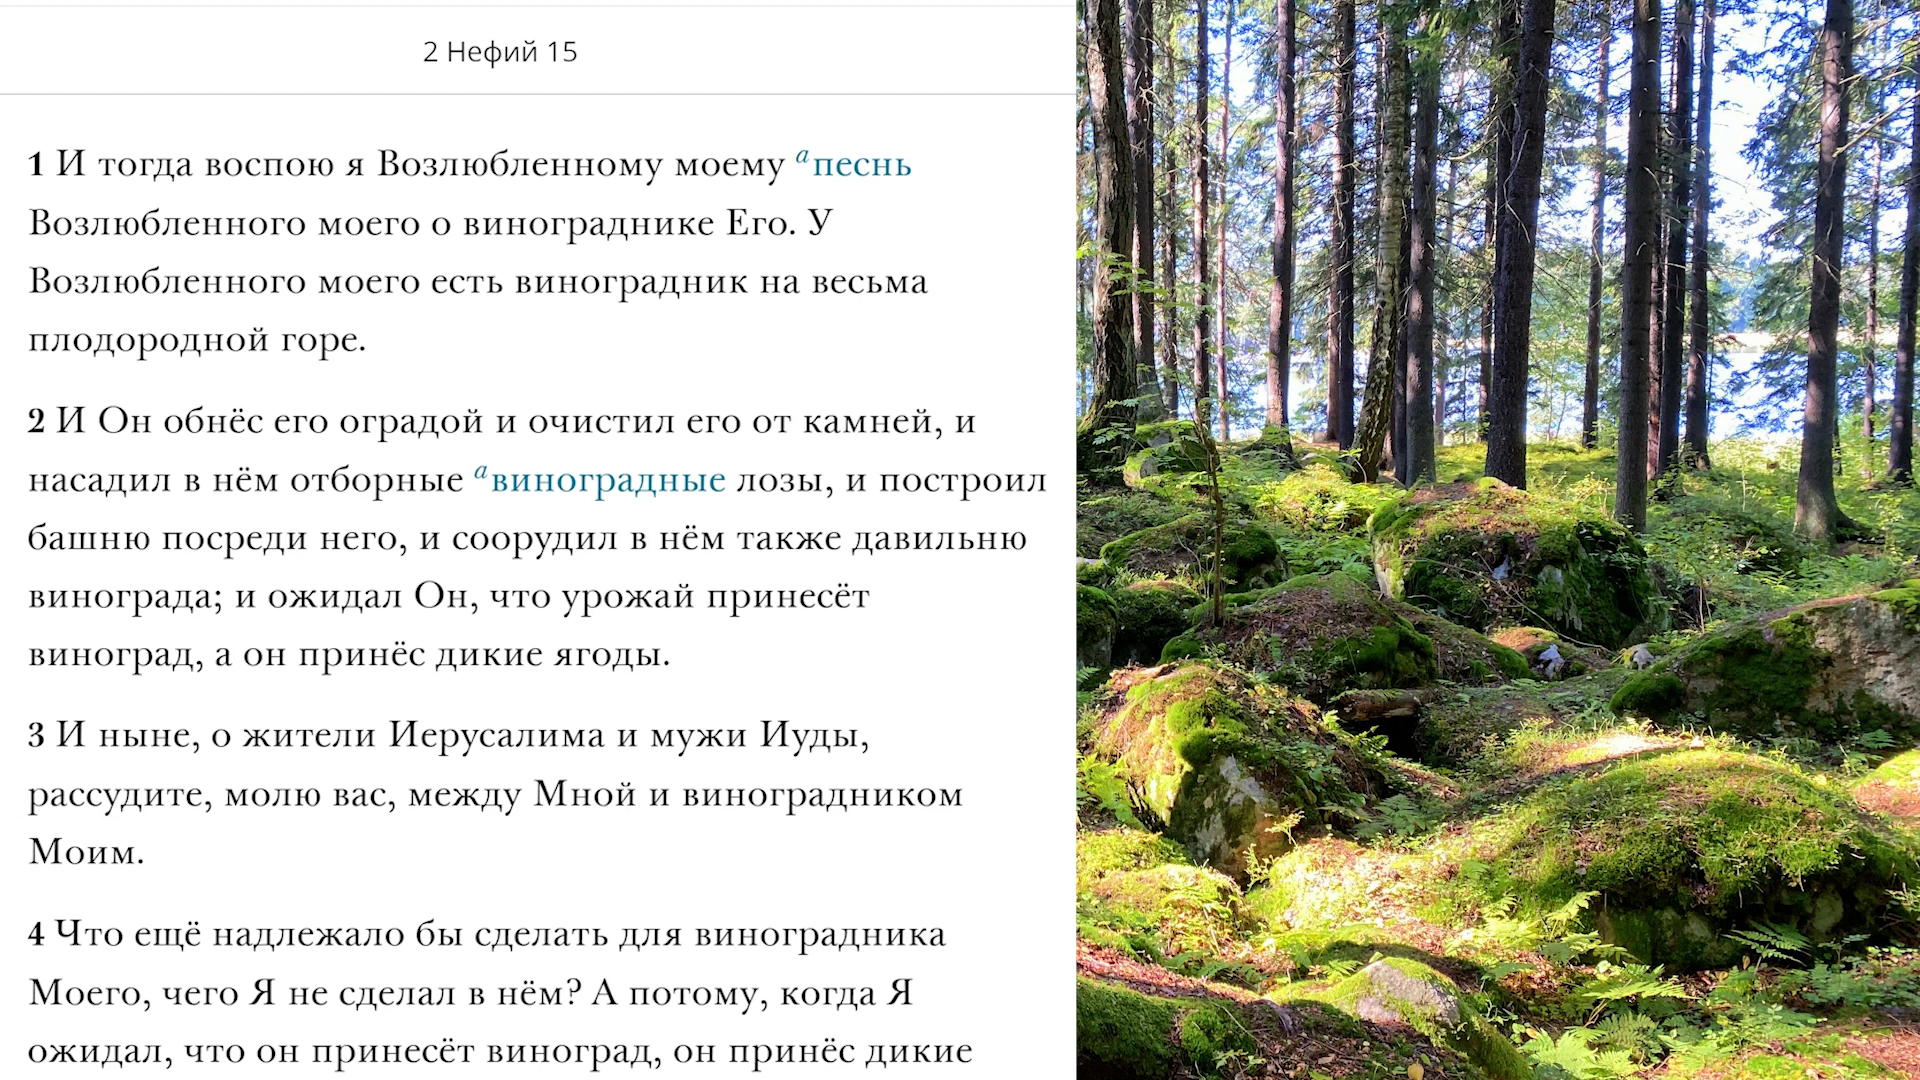 2 Нефий 15
1 И тогда воспою я Возлюбленному моему a песнь
Возлюбленного моего о винограднике Его. У
Возлюбленного моего есть виноградник на весьма
плодородной горе.
2 И Он обнёс его оградой и очистил его от камней, и
насадил в нём отборные a виноградные лозы, и построил
башню посреди него, и соорудил в нём также давильню
винограда; и ожидал Он, что урожай принесёт
виноград, а он принёс дикие ягоды.
3 И ныне, о жители Иерусалима и мужи Иуды,
рассудите, молю вас, между Мной и виноградником
Моим.
4 Что ещё надлежало бы сделать для виноградника
Моего, чего Я не сделал в нём? А потому, когда Я
ожидал, что он принесёт виноград, он принёс дикие